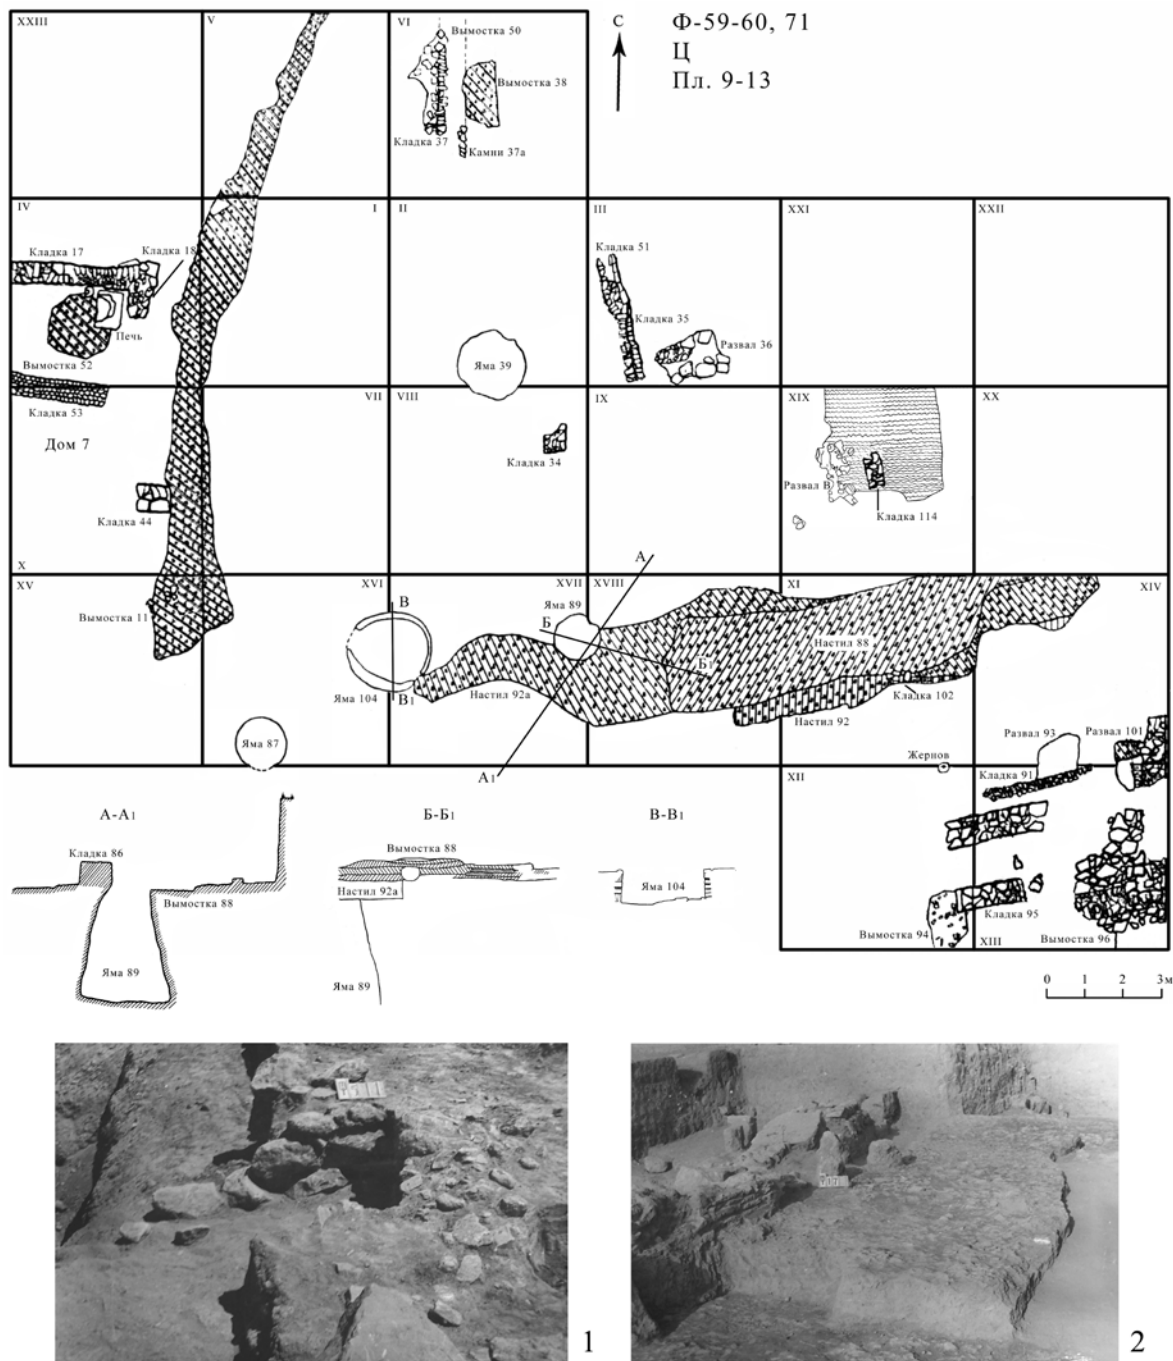 XXIII
V
VI
Вымостка 50
Вымостка 38
Кладка 37
Камни 37а
С
Ф-59-60, 71
Ц
Пл. 9-13
IV
I
II
III
XXI
XXII
Кладка 17
Кладка 18
Печь
Вымостка 52
Кладка 53
Дом 7
Яма 39
Кладка 51
Кладка 35
Развал 36
VII
VIII
IX
XIX
XX
Кладка 34
Кладка 44
Развал В
Кладка 114
X
XV
XVI
XVII
XVIII
XI
XIV
Вымостка 11
В
В1
Яма 104
Яма 87
Яма 89
Б
Б1
А
А1
Настил 92а
Настил 88
Кладка 102
Настил 92
Жернов
Развал 93
Развал 101
XII
Кладка 91
Кладка 95
Вымостка 94
XIII
Вымостка 96
А-А1
Кладка 86
Вымостка 88
Яма 89
Б-Б1
Вымостка 88
Настил 92а
Яма 89
В-В1
Яма 104
0 1 2 3м
1
2